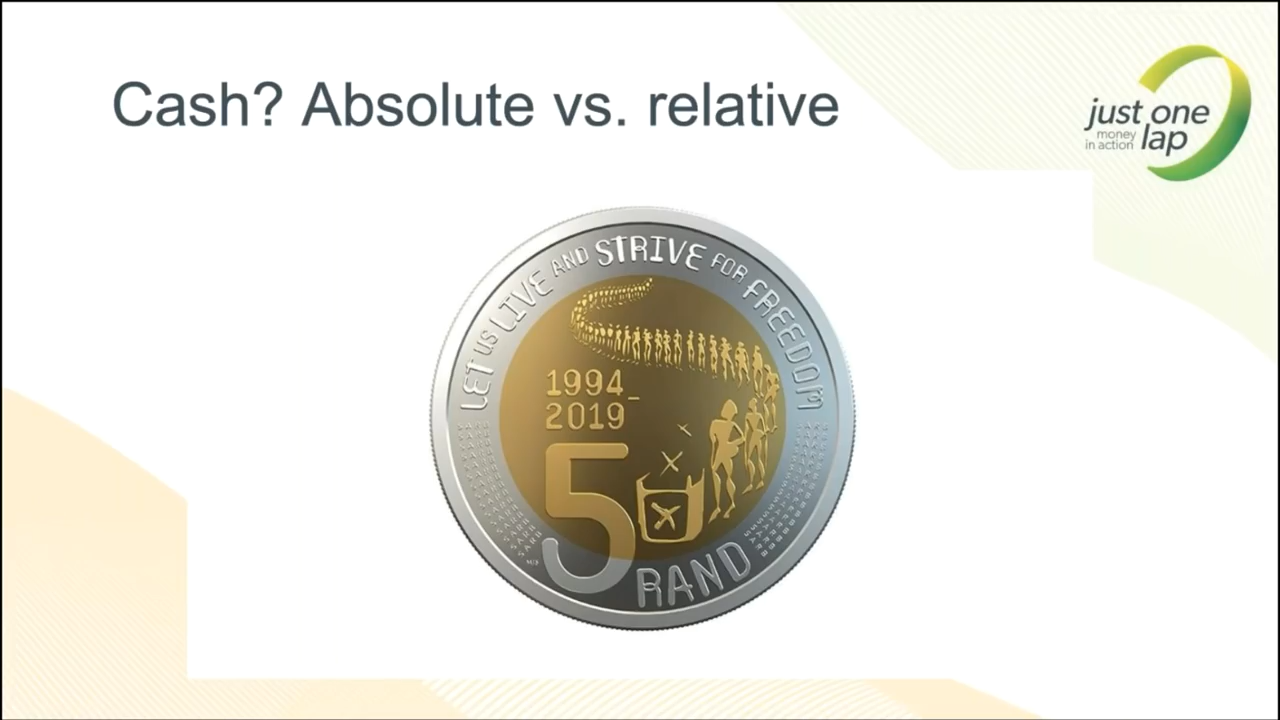 Cash? Absolute vs. relative
just one
money
in action lap
LET US LIVE AND STRIVE FOR FREEDOM
1994_
2019
5
RAND